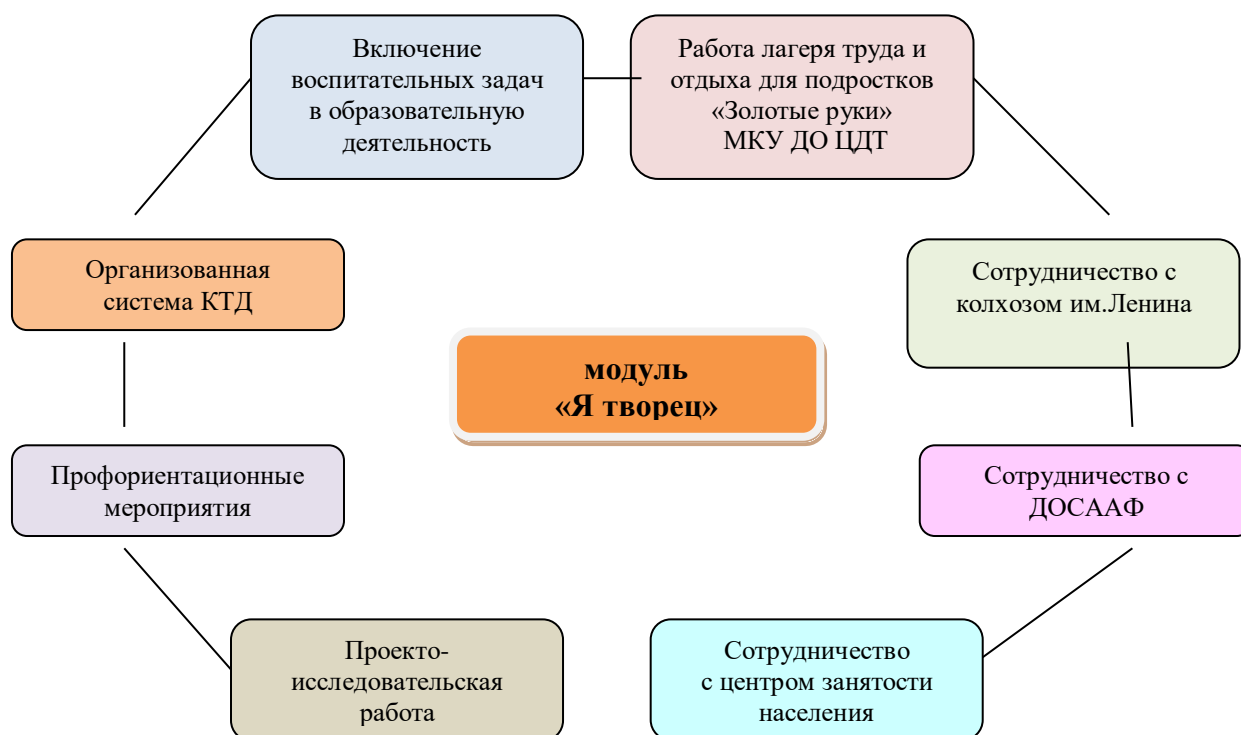 Включение
воспитательных задач
в образовательную
деятельность
Работа лагеря труда и
отдыха для подростков
«Золотые руки»
МКУ ДО ЦДТ
Организованная
система КТД
Сотрудничество с
колхозом им.Ленина
модуль
«Я творец»
Профориентационные
мероприятия
Сотрудничество с
ДОСААФ
Проекто-
исследовательская
работа
Сотрудничество
с центром занятости
населения